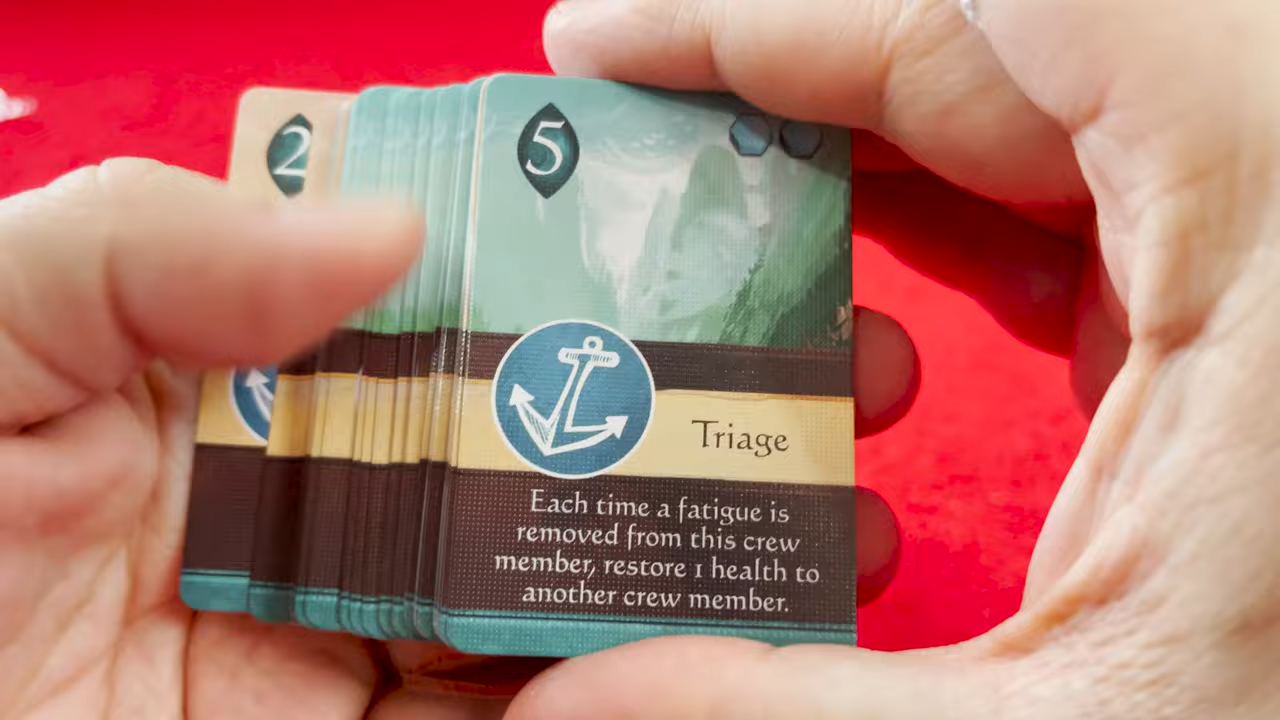 2
5
Triage
Each time a fatigue is
removed from this crew
member, restore 1 health to
another crew member.